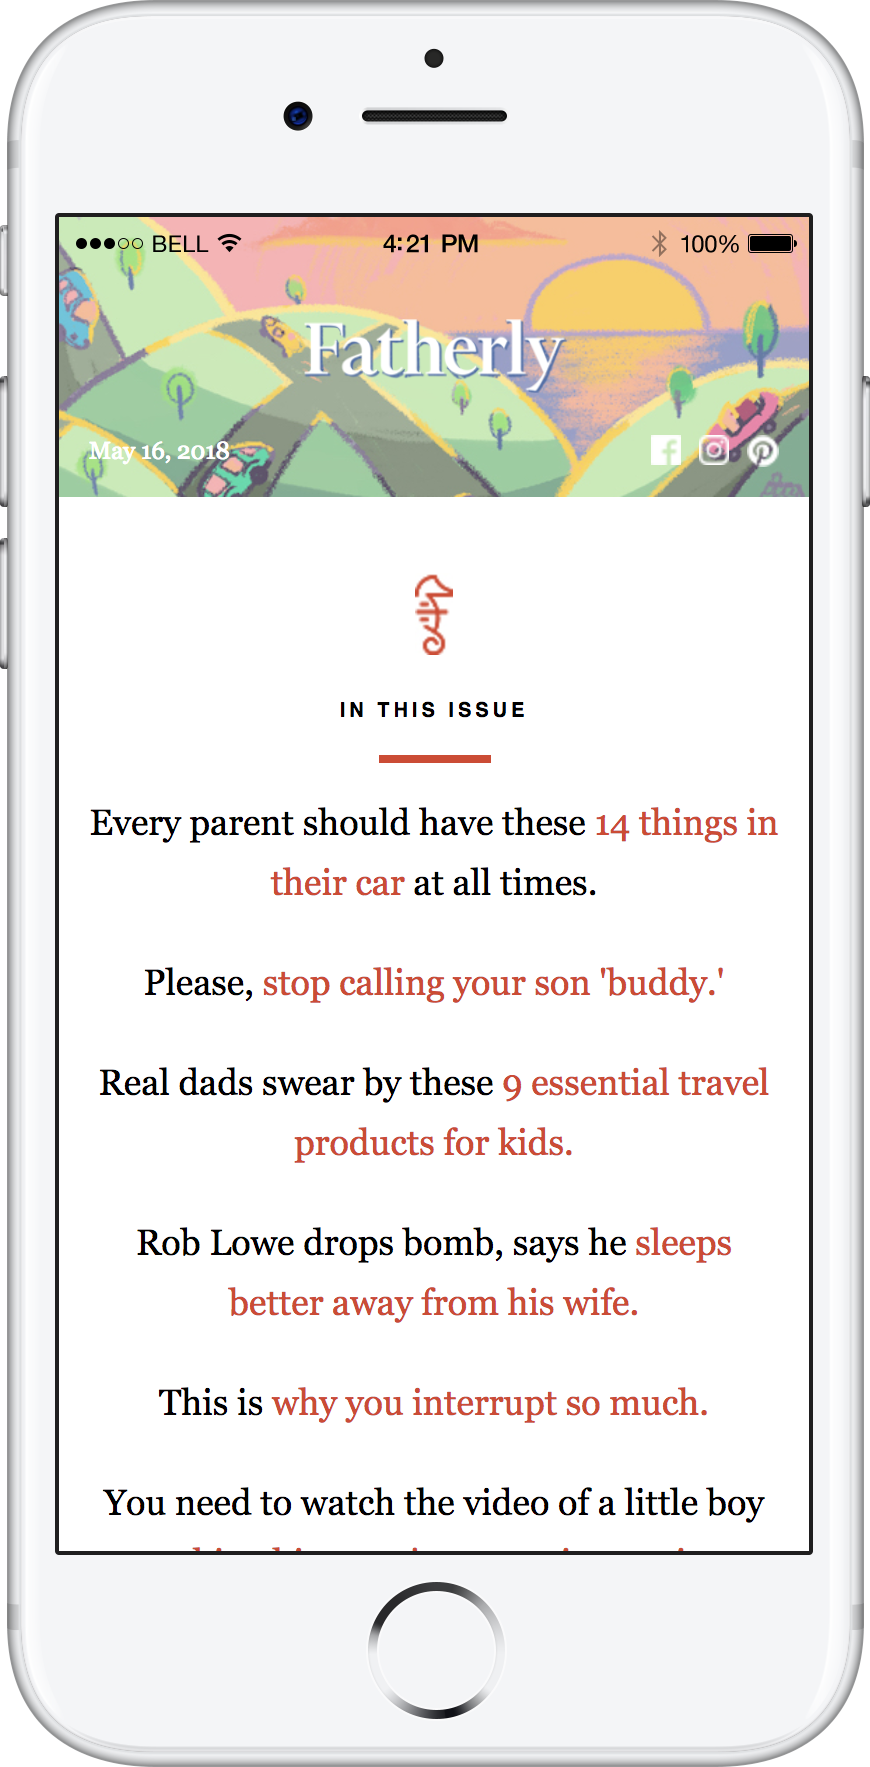 BELL 4:21 PM 100%
Fatherly
May 16, 2018
IN THIS ISSUE
Every parent should have these 14 things in
their car at all times.
Please, stop calling your son 'buddy.'
Real dads swear by these 9 essential travel
products for kids.
Rob Lowe drops bomb, says he sleeps
better away from his wife.
This is why you interrupt so much.
You need to watch the video of a little boy